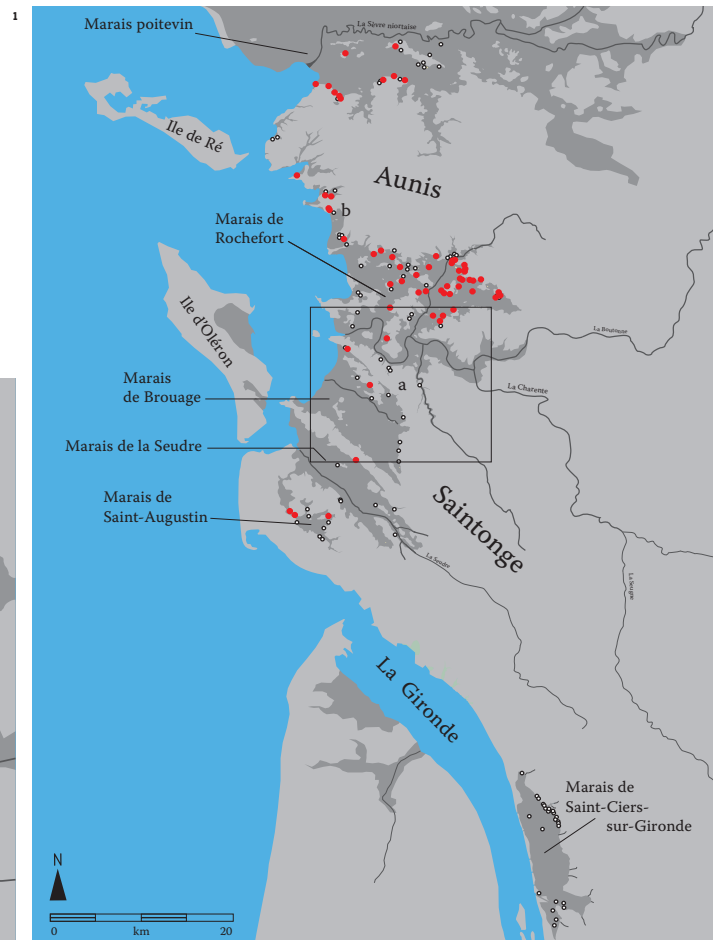 1
Marais poitevin
La Sèvre niortaise
Ile de Ré
Aunis
b
Marais de
Rochefort
Ile d'Oléron
La Boutonne
Marais
de Brouage
a
La Charente
Marais de la Seudre
Saintonge
Marais de
Saint-Augustin
La Seudre
La Seugne
La Gironde
Marais de
Saint-Ciers-
sur-Gironde
N
0 km 20